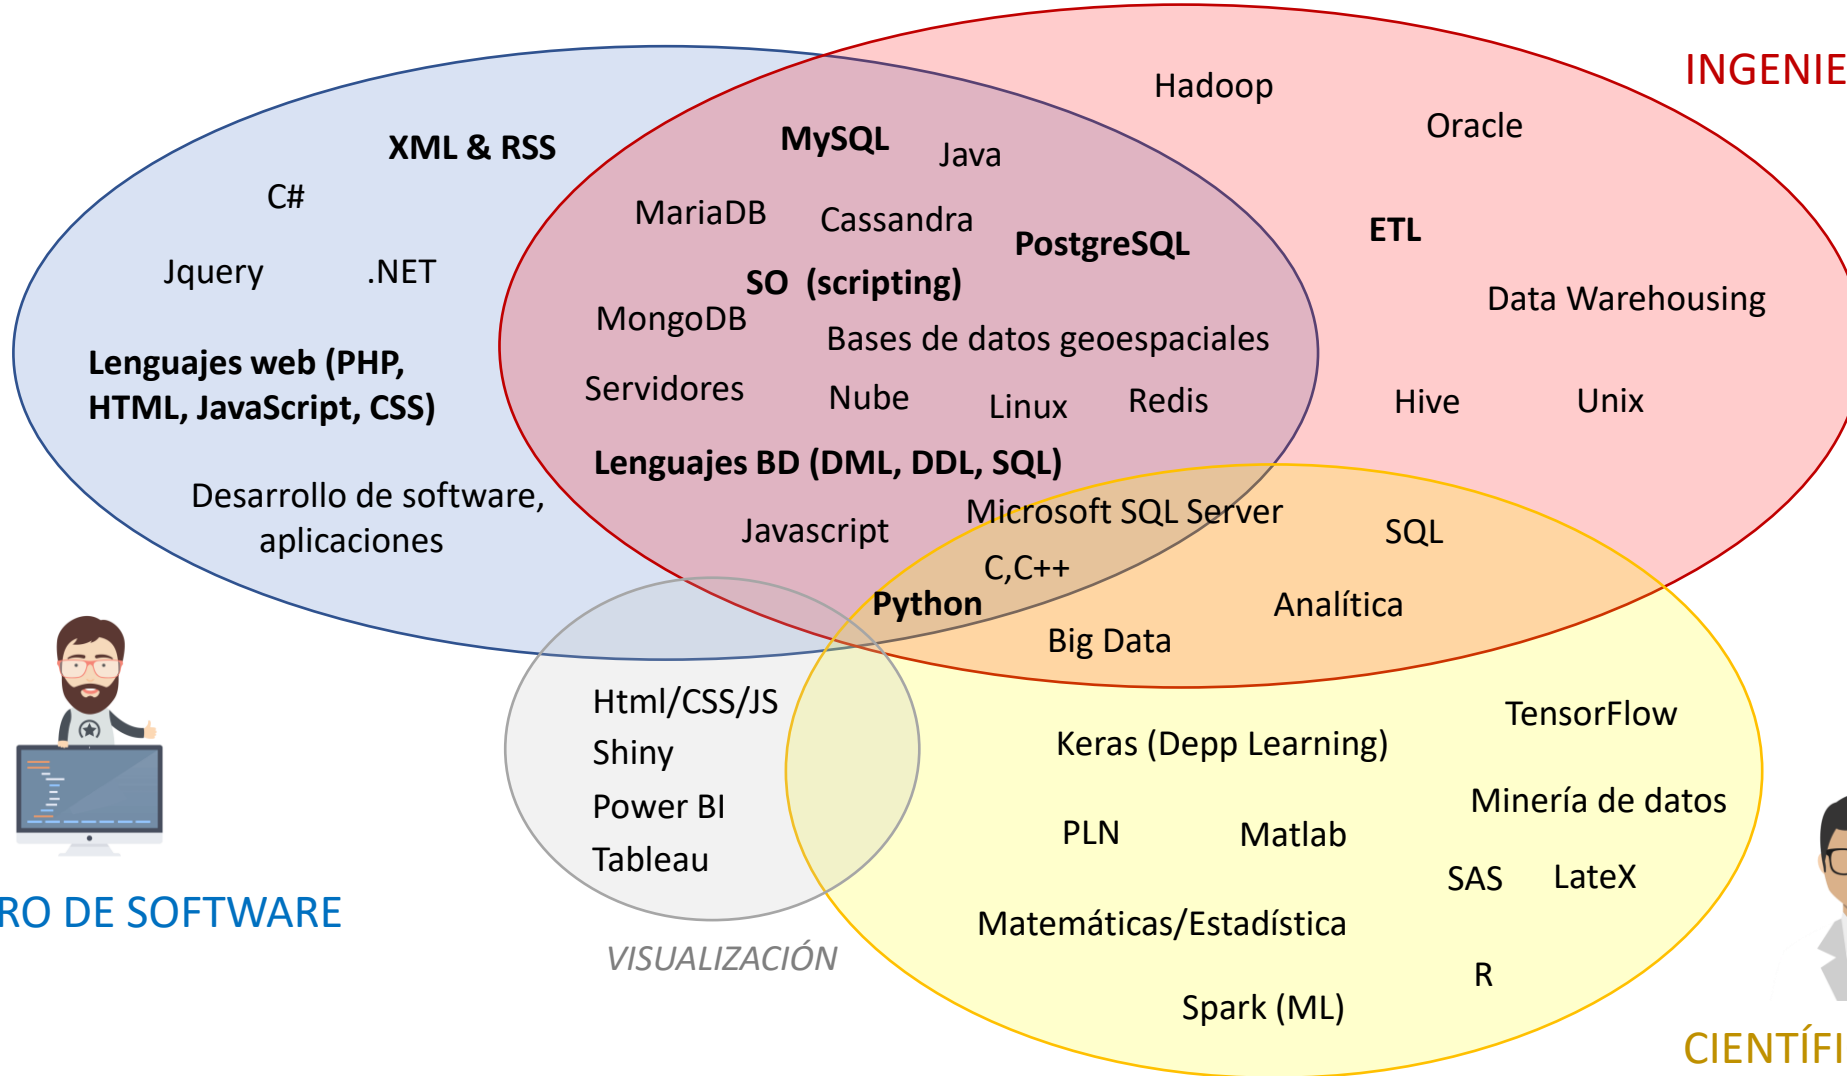 INGENIE
Hadoop
Oracle
XML & RSS
MySQL
Java
C#
MariaDB
Cassandra
PostgreSQL
ETL
Jquery
.NET
SO (scripting)
MongoDB
Data Warehousing
Bases de datos geoespaciales
Lenguajes web (PHP,
HTML, JavaScript, CSS)
Servidores
Nube
Linux
Redis
Hive
Unix
Lenguajes BD (DML, DDL, SQL)
Desarrollo de software,
aplicaciones
Javascript
Microsoft SQL Server
SQL
C,C++
Python
Analítica
Big Data
Html/CSS/JS
Shiny
Power BI
Tableau
TensorFlow
Keras (Depp Learning)
Minería de datos
PLN
Matlab
SAS
LateX
Matemáticas/Estadística
R
Spark (ML)
RO DE SOFTWARE
VISUALIZACIÓN
CIENTÍFI